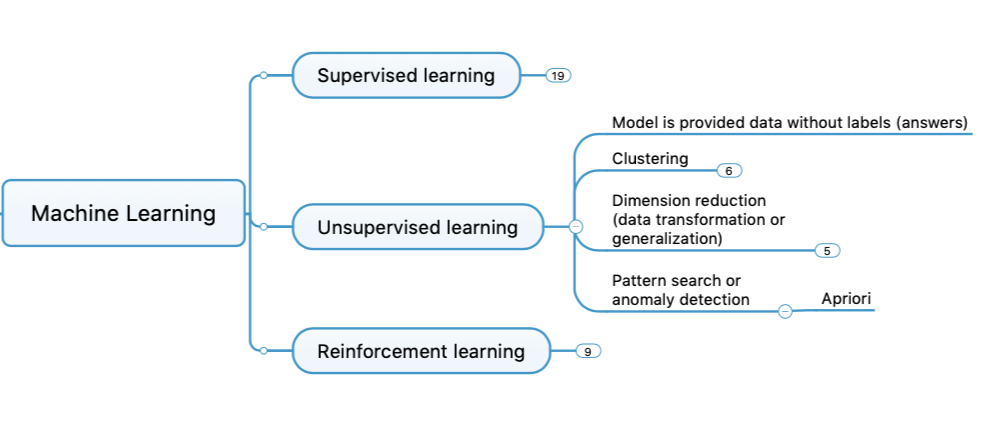 Machine Learning
Supervised learning
19
Unsupervised learning
Model is provided data without labels (answers)
Clustering
6
Dimension reduction
(data transformation or
generalization)
5
Pattern search or
anomaly detection
Apriori
Reinforcement learning
9